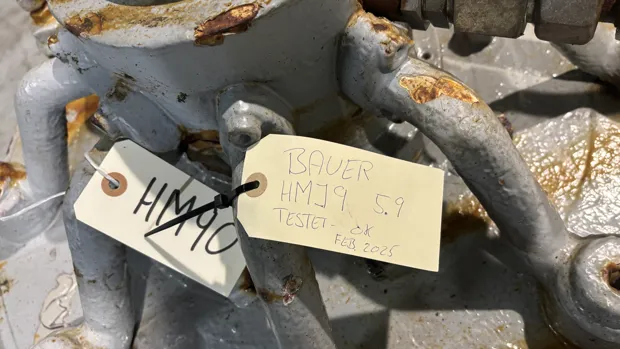 HM90
BAUER
HMJ9 5.9
TESTET - OK
FEB. 2025